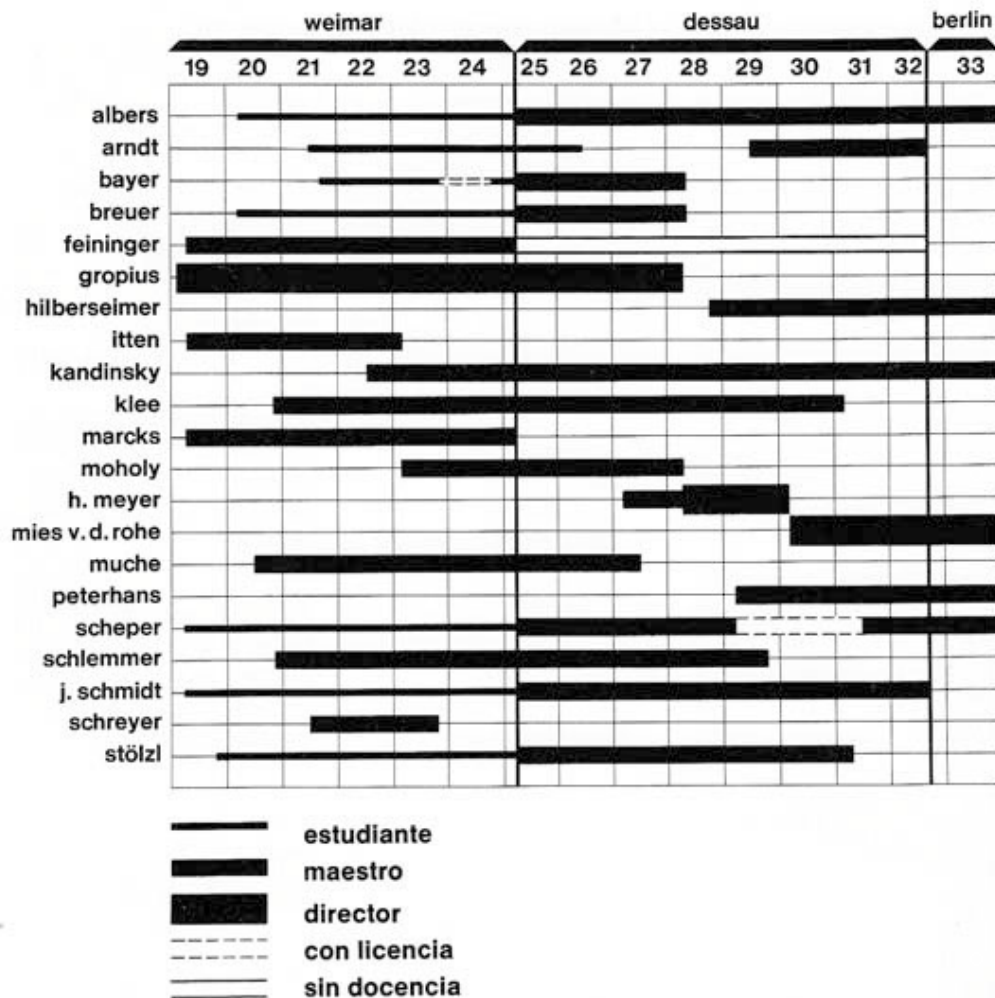 weimar dessau berlin
19 20 21 22 23 24 25 26 27 28 29 30 31 32 33
albers
arndt
bayer
breuer
feininger
gropius
hilberseimer
itten
kandinsky
klee
marcks
moholy
h. meyer
mies v. d. rohe
muche
peterhans
scheper
schlemmer
j. schmidt
schreyer
stölzl
estudiante
maestro
director
con licencia
sin docencia